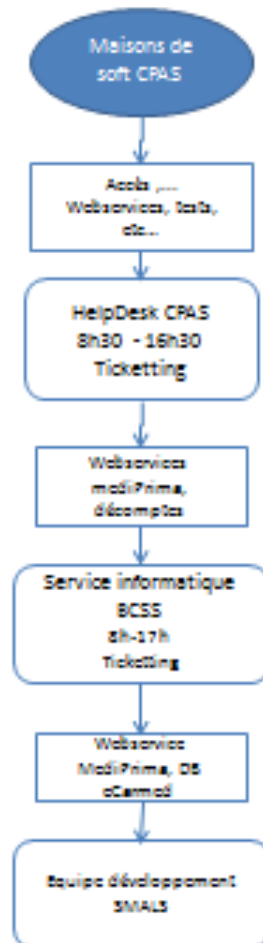 Maisons de
soft CPAS
Accès ,....
Webservices, tests,
etc...
HelpDesk CPAS
8h30 - 16h30
Ticketting
Webservices
mediPrima,
décomptes
Service informatique
BCSS
8h-17h
Ticketting
Webservice
MediPrima, DB
eCarmed
Equipe développement
SMALS